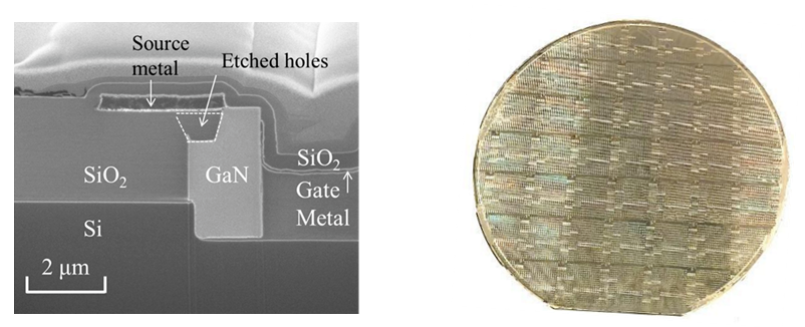 Source
metal
Etched holes
SiO₂
GaN
SiO₂
Gate
Metal
Si
2 μm